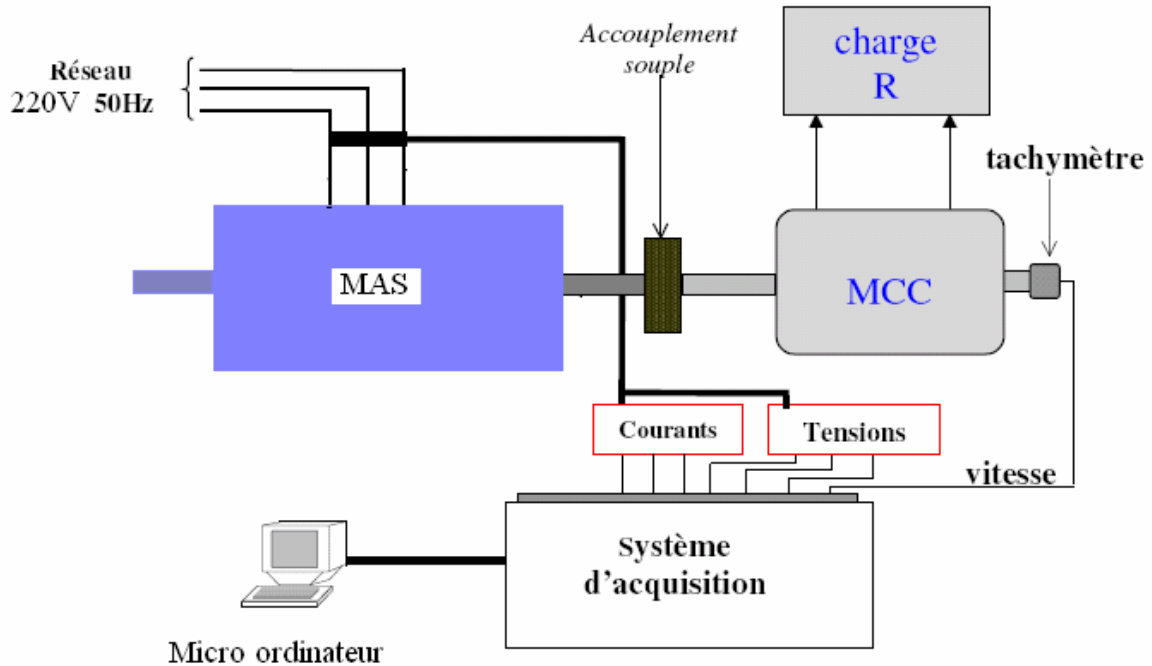 Réseau
220V 50Hz
Accouplement
souple
charge
R
tachymètre
MAS
MCC
Courants
Tensions
vitesse
Système
d'acquisition
Micro ordinateur